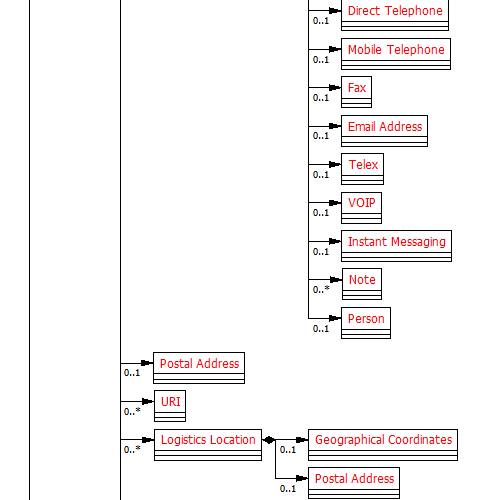 Direct Telephone
0..1
Mobile Telephone
0..1
Fax
0..1
Email Address
0..1
Telex
0..1
VOIP
0..1
Instant Messaging
0..1
Note
0..*
Person
0..1
Postal Address
0..1
URI
0..*
Logistics Location
0..*
Geographical Coordinates
0..1
Postal Address
0..1